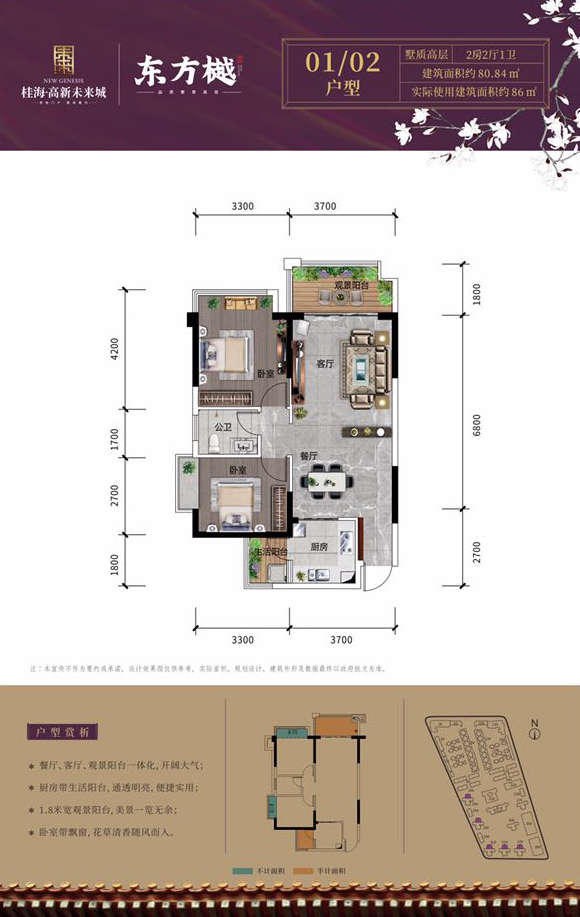 NEW GENESIS
桂海·高新未来城
东方樾
01/02
户型
墅质高层 2房2厅1卫
建筑面积约80.84㎡
实际使用建筑面积约86㎡
3300 3700
观景阳台
1800
4200
客厅
卧室
6800
公卫
1700
餐厅
卧室
2700
生活阳台
厨房
2700
1800
3300 3700
注：本宣传不作为要约或承诺，设计效果图仅供参考，实际面积、规划设计、建筑外形及数据最终以政府批文为准。
户型赏析
* 餐厅、客厅、观景阳台一体化，开阔大气；
* 厨房带生活阳台，通透明亮，便捷实用；
* 1.8米宽观景阳台，美景一览无余；
* 卧室带飘窗，花草清香随风而入。
N
不计面积 半计面积